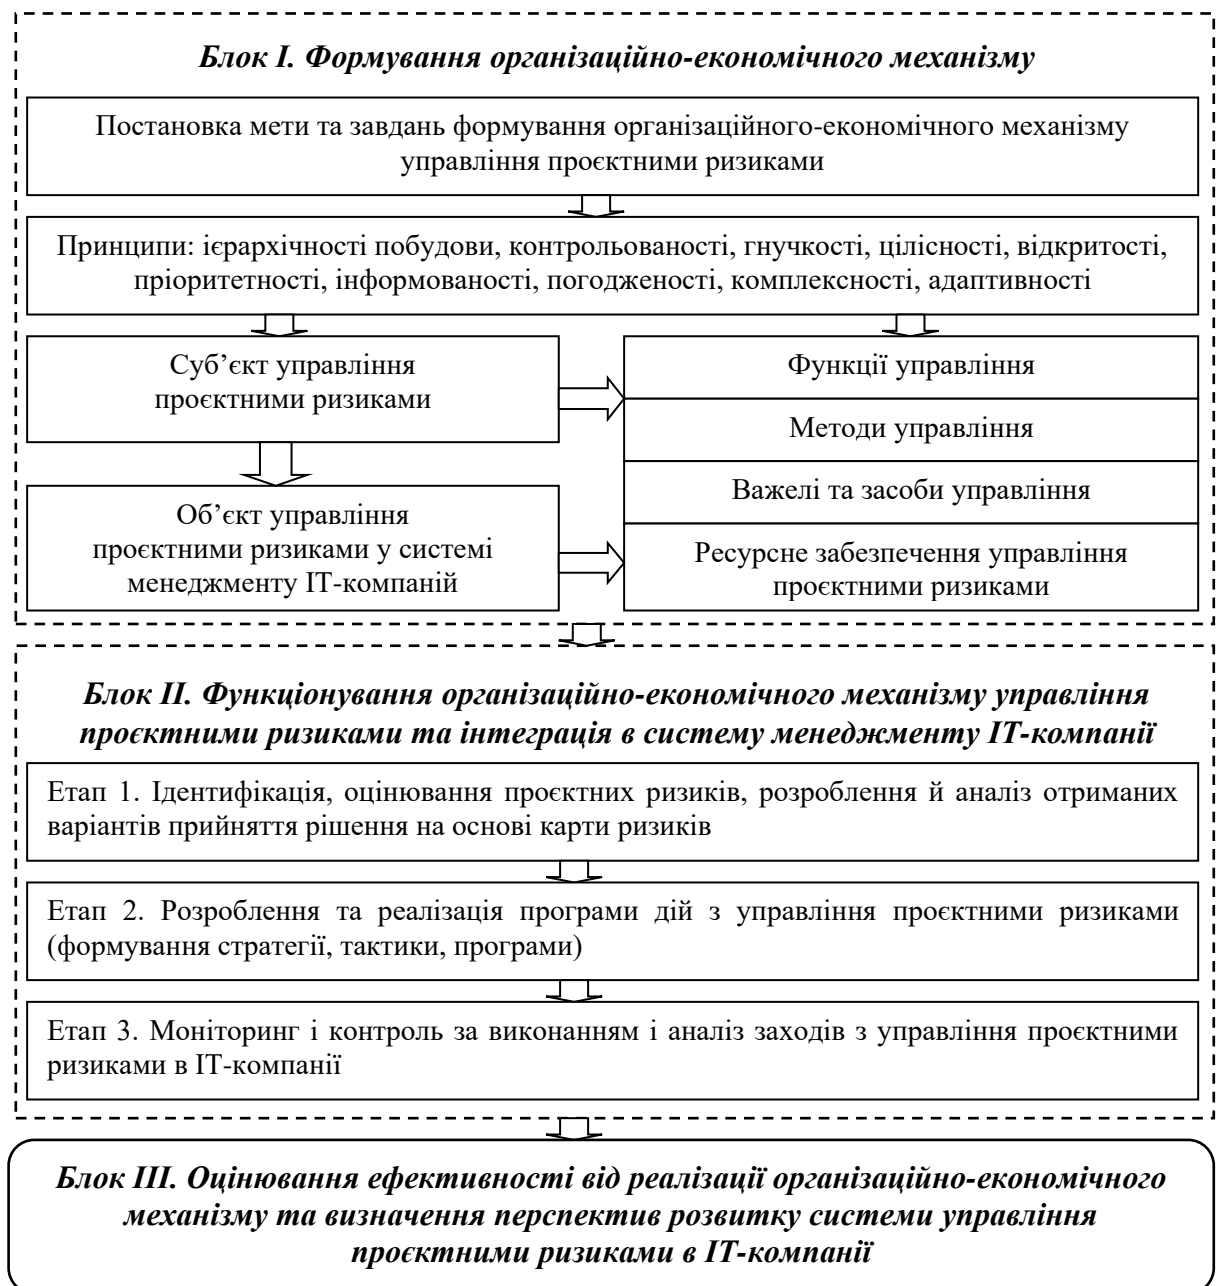 Блок І. Формування організаційно-економічного механізму
Постановка мети та завдань формування організаційного-економічного механізму
управління проєктними ризиками
Принципи: ієрархічності побудови, контрольованості, гнучкості, цілісності, відкритості,
пріоритетності, інформованості, погодженості, комплексності, адаптивності
Суб’єкт управління
проєктними ризиками
Функції управління
Методи управління
Важелі та засоби управління
Об’єкт управління
проєктними ризиками у системі
менеджменту ІТ-компаній
Ресурсне забезпечення управління
проєктними ризиками
Блок ІІ. Функціонування організаційно-економічного механізму управління
проєктними ризиками та інтеграція в систему менеджменту ІТ-компанії
Етап 1. Ідентифікація, оцінювання проєктних ризиків, розроблення й аналіз отриманих
варіантів прийняття рішення на основі карти ризиків
Етап 2. Розроблення та реалізація програми дій з управління проєктними ризиками
(формування стратегії, тактики, програми)
Етап 3. Моніторинг і контроль за виконанням і аналіз заходів з управління проєктними
ризиками в ІТ-компанії
Блок ІІІ. Оцінювання ефективності від реалізації організаційно-економічного
механізму та визначення перспектив розвитку системи управління
проєктними ризиками в ІТ-компанії